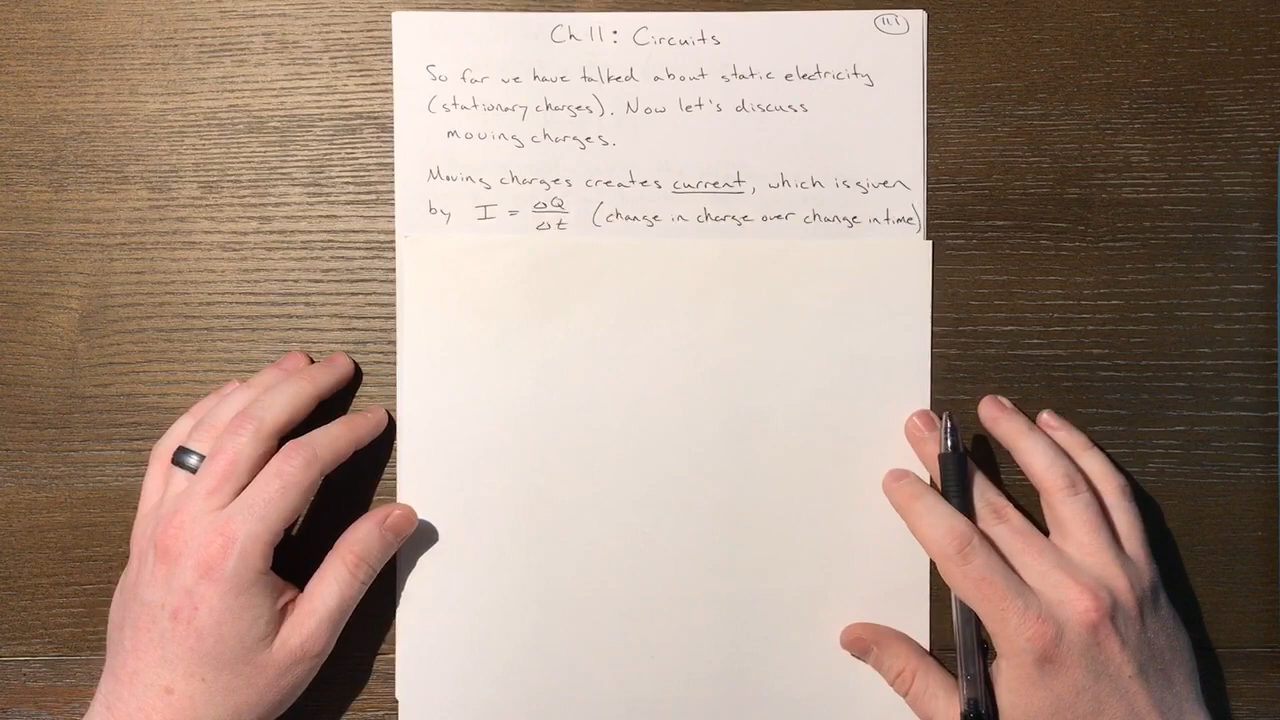 Ch 11: Circuits
11.1
So far we have talked about static electricity
(stationary charges). Now let's discuss
moving charges.
Moving charges creates current, which is given
by I = ΔQ/Δt (change in charge over change in time)